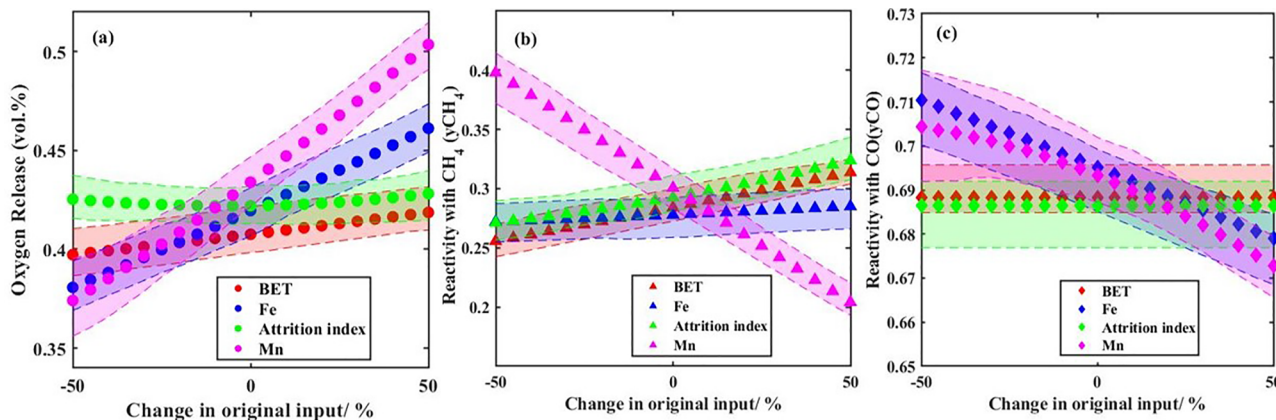 (a)
Oxygen Release (vol.%)
0.5
0.45
0.4
0.35
-50
0
50
Change in original input/ %
BET
Fe
Attrition index
Mn
(b)
Reactivity with CH4 (yCH4)
0.4
0.35
0.3
0.25
0.2
-50
0
50
Change in original input/ %
BET
Fe
Attrition index
Mn
(c)
Reactivity with CO(yCO)
0.73
0.72
0.71
0.7
0.69
0.68
0.67
0.66
0.65
-50
0
50
Change in original input/ %
BET
Fe
Attrition index
Mn